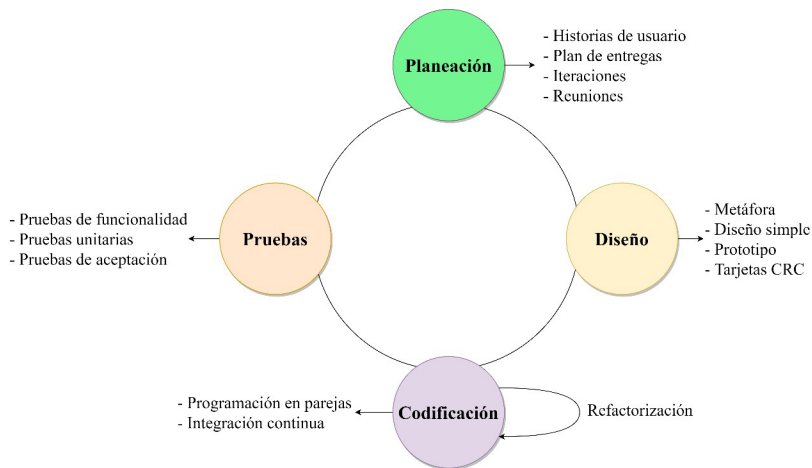 Planeación
- Historias de usuario
- Plan de entregas
- Iteraciones
- Reuniones
- Pruebas de funcionalidad
- Pruebas unitarias
- Pruebas de aceptación
Pruebas
Diseño
- Metáfora
- Diseño simple
- Prototipo
- Tarjetas CRC
- Programación en parejas
- Integración continua
Codificación
Refactorización